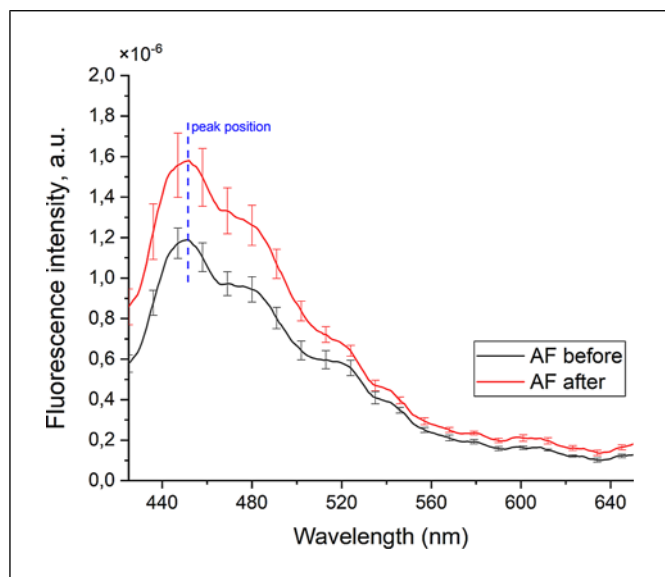 ×10⁻⁶
2,0
1,8
1,6
1,4
1,2
1,0
0,8
0,6
0,4
0,2
0,0
Fluorescence intensity, a.u.
peak position
AF before
AF after
440 480 520 560 600 640
Wavelength (nm)